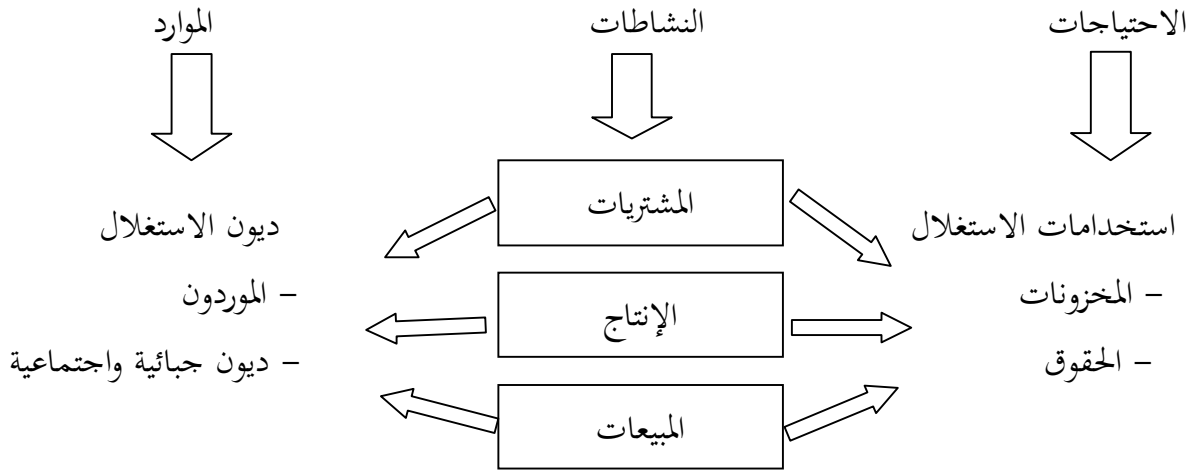 الاحتياجات
النشاطات
الموارد
المشتريات
استخدامات الاستغلال
ديون الاستغلال
– المخزونات
– الموردون
الإنتاج
– الحقوق
– ديون جبائية واجتماعية
المبيعات